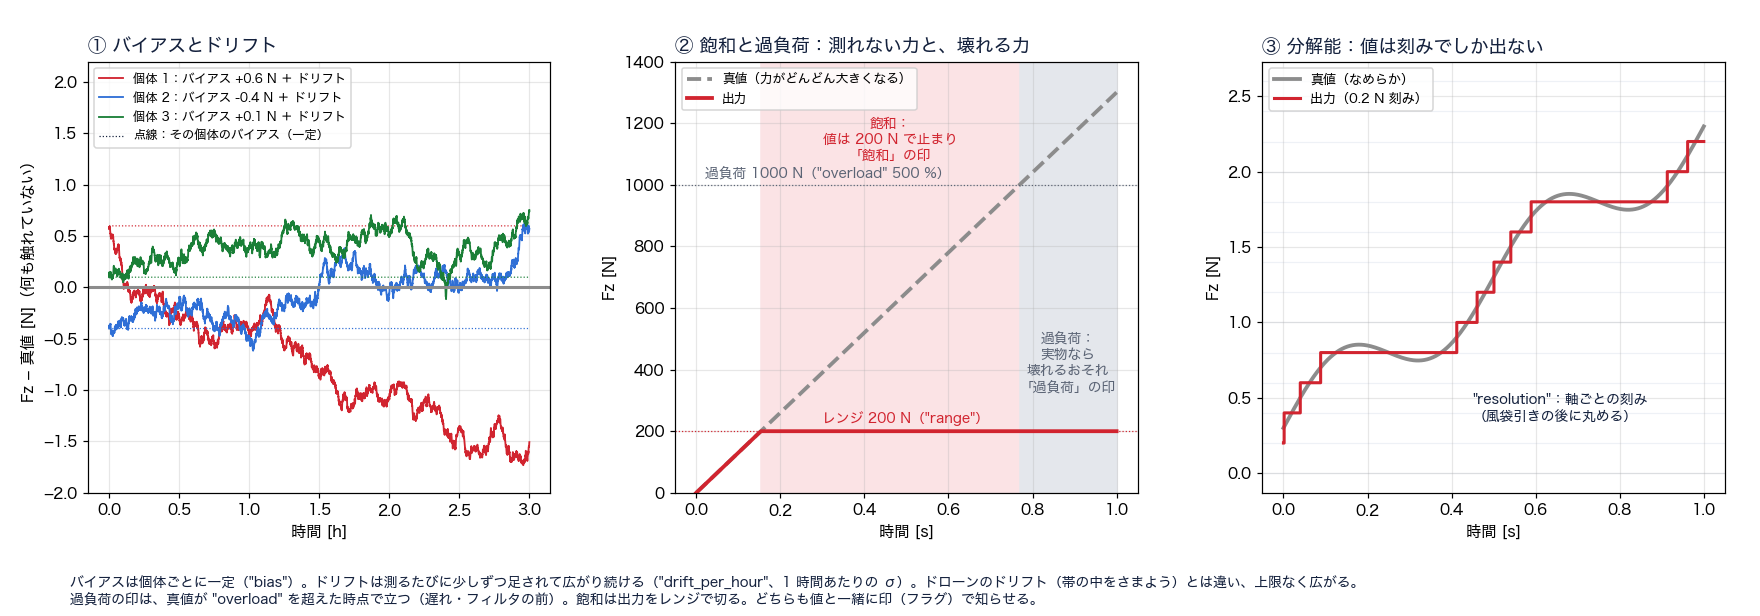 ① バイアスとドリフト
2.0
1.5
1.0
0.5
0.0
−0.5
−1.0
−1.5
−2.0
Fz − 真値 [N]（何も触れていない）
個体 1：バイアス +0.6 N ＋ ドリフト
個体 2：バイアス -0.4 N ＋ ドリフト
個体 3：バイアス +0.1 N ＋ ドリフト
点線：その個体のバイアス（一定）
0.0 0.5 1.0 1.5 2.0 2.5 3.0
時間 [h]
② 飽和と過負荷：測れない力と、壊れる力
1400
1200
1000
800
600
400
200
0
Fz [N]
真値（力がどんどん大きくなる）
出力
飽和：
値は 200 N で止まり
「飽和」の印
過負荷 1000 N（"overload" 500 %）
過負荷：
実物なら
壊れるおそれ
「過負荷」の印
レンジ 200 N（"range"）
0.0 0.2 0.4 0.6 0.8 1.0
時間 [s]
③ 分解能：値は刻みでしか出ない
2.5
2.0
1.5
1.0
0.5
0.0
Fz [N]
真値（なめらか）
出力（0.2 N 刻み）
"resolution"：軸ごとの刻み
（風袋引きの後に丸める）
0.0 0.2 0.4 0.6 0.8 1.0
時間 [s]
バイアスは個体ごとに一定（"bias"）。ドリフトは測るたびに少しずつ足されて広がり続ける（"drift_per_hour"、1 時間あたりの σ）。ドローンのドリフト（帯の中をさまよう）とは違い、上限なく広がる。
過負荷の印は、真値が "overload" を超えた時点で立つ（遅れ・フィルタの前）。飽和は出力をレンジで切る。どちらも値と一緒に印（フラグ）で知らせる。